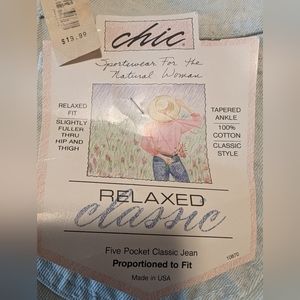 $19.99
chic
Sportswear For the
Natural Woman
RELAXED
FIT
SLIGHTLY
FULLER
THRU
HIP AND
THIGH
TAPERED
ANKLE
100%
COTTON
CLASSIC
STYLE
RELAXED
classic
Five Pocket Classic Jean
Proportioned to Fit
Made in USA
10870